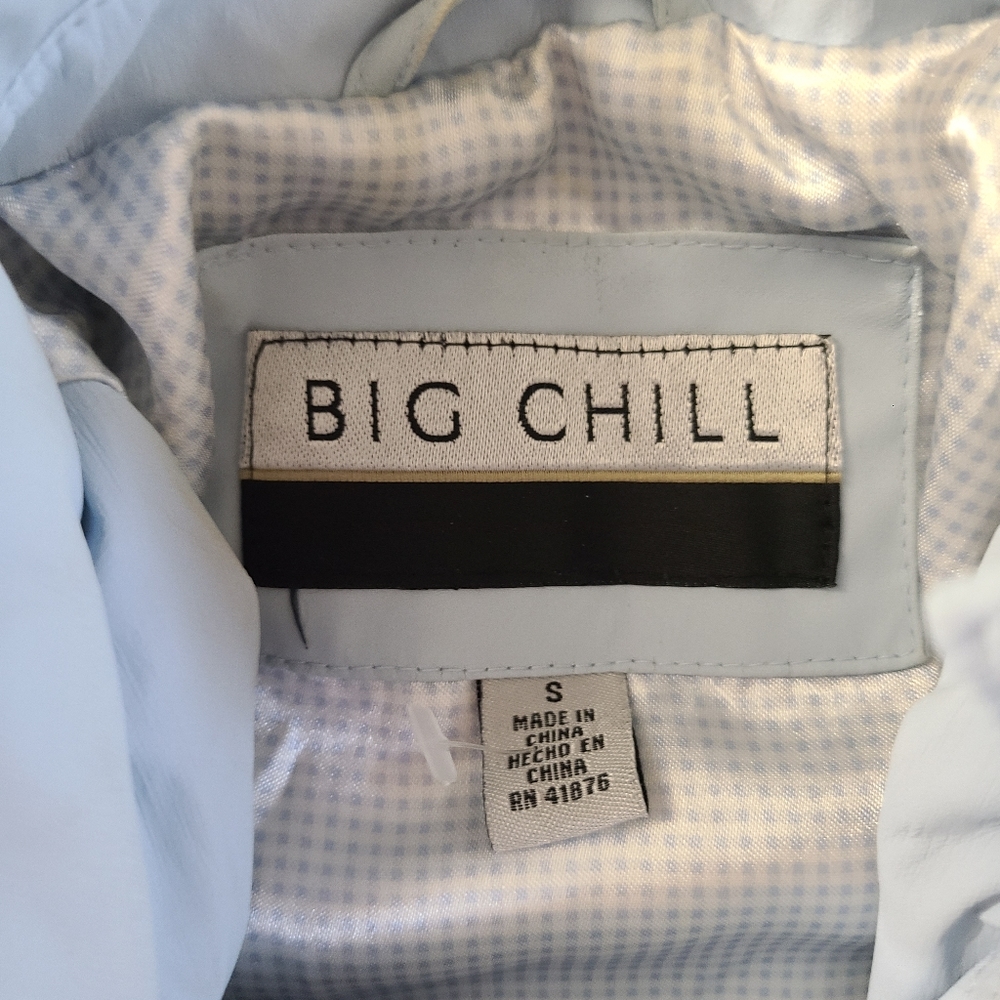 BIG CHILL
S
MADE IN
CHINA
HECHO EN
CHINA
RN 41876